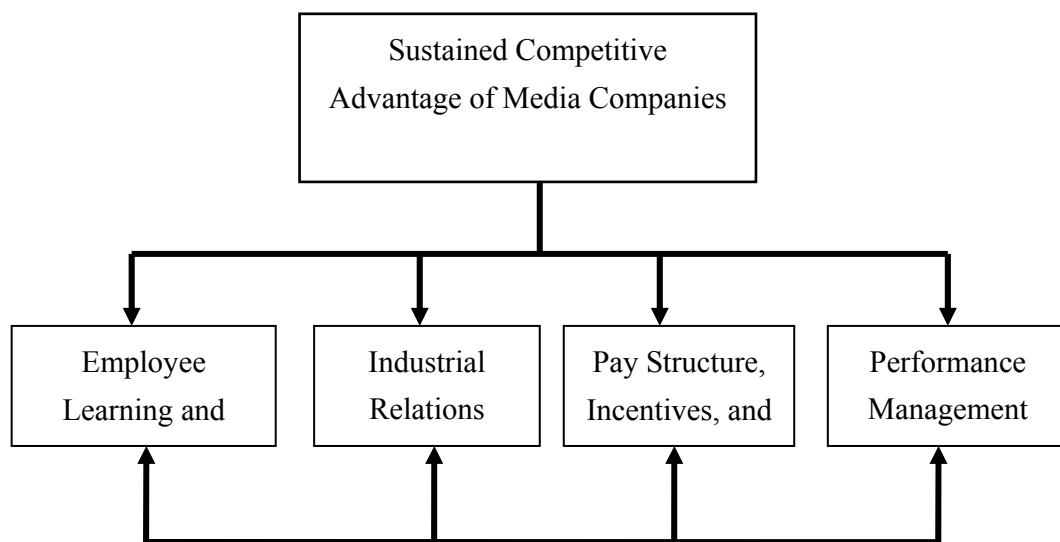 Sustained Competitive
Advantage of Media Companies
Employee
Learning and
Industrial
Relations
Pay Structure,
Incentives, and
Performance
Management